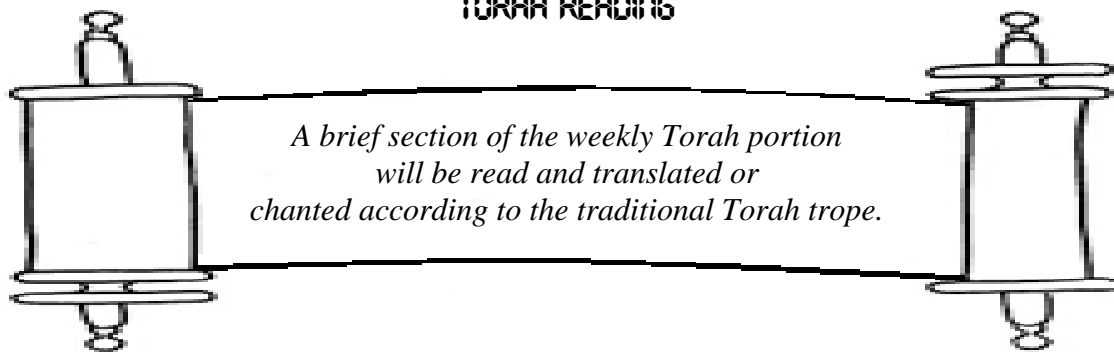 TORAH READING
A brief section of the weekly Torah portion
will be read and translated or
chanted according to the traditional Torah trope.